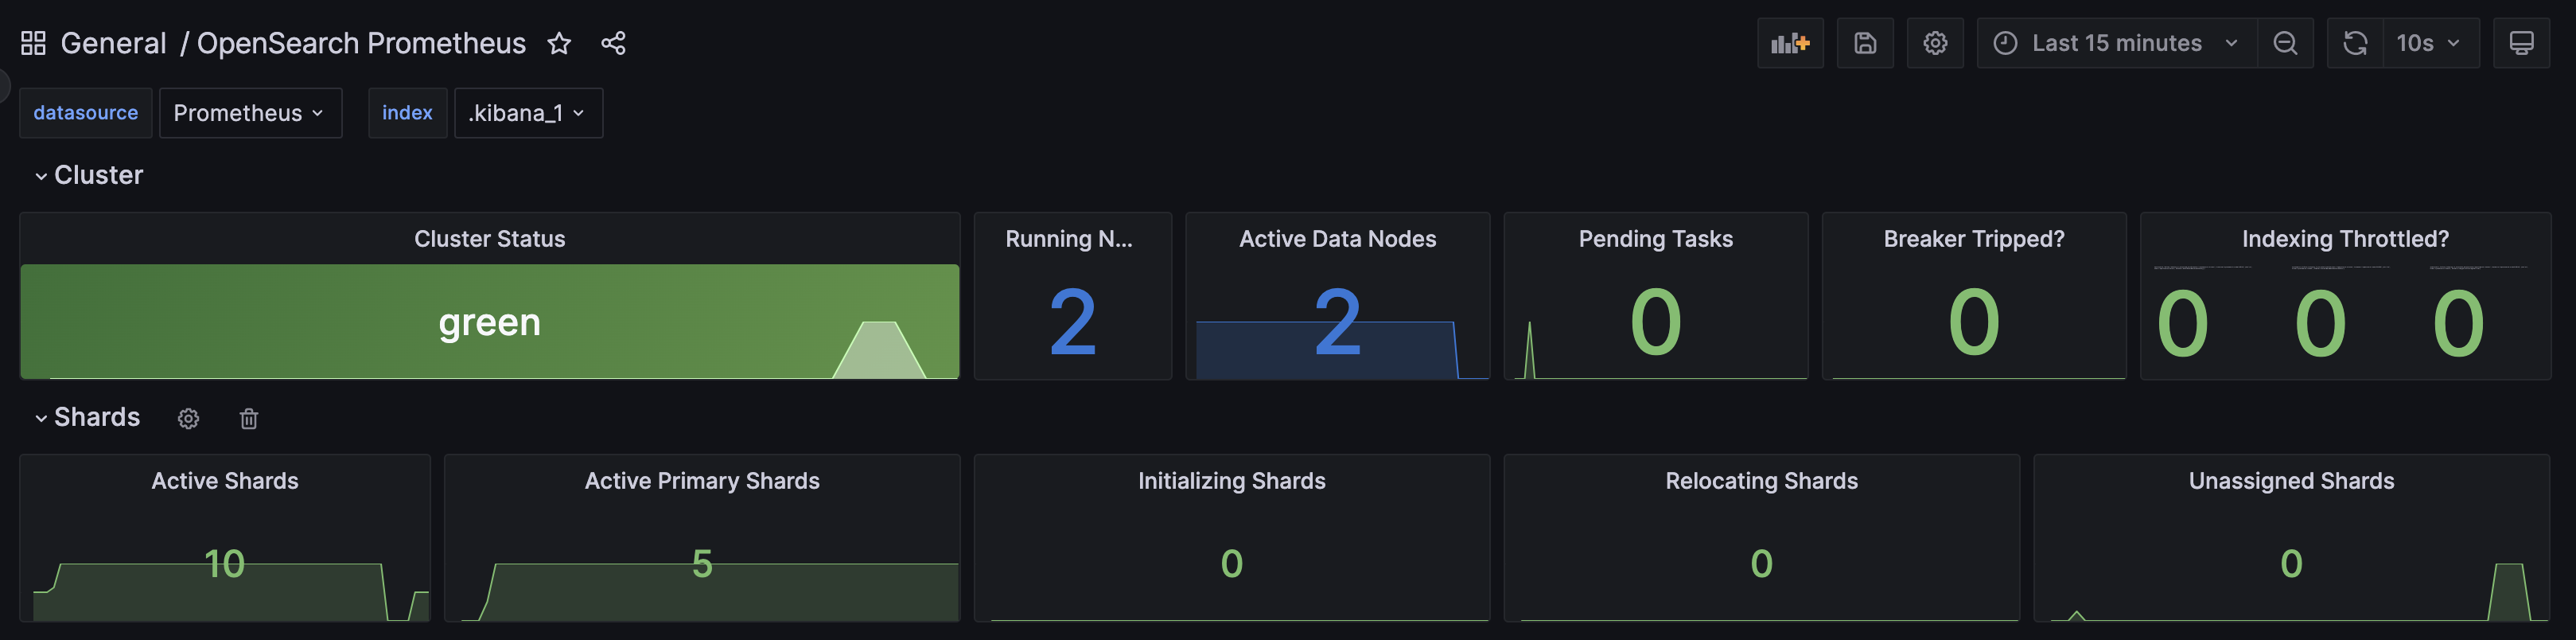 General / OpenSearch Prometheus
Last 15 minutes
10s
datasource Prometheus index .kibana_1
Cluster
Cluster Status
green
Running N...
2
Active Data Nodes
2
Pending Tasks
0
Breaker Tripped?
0
Indexing Throttled?
0 0 0
Shards
Active Shards
10
Active Primary Shards
5
Initializing Shards
0
Relocating Shards
0
Unassigned Shards
0